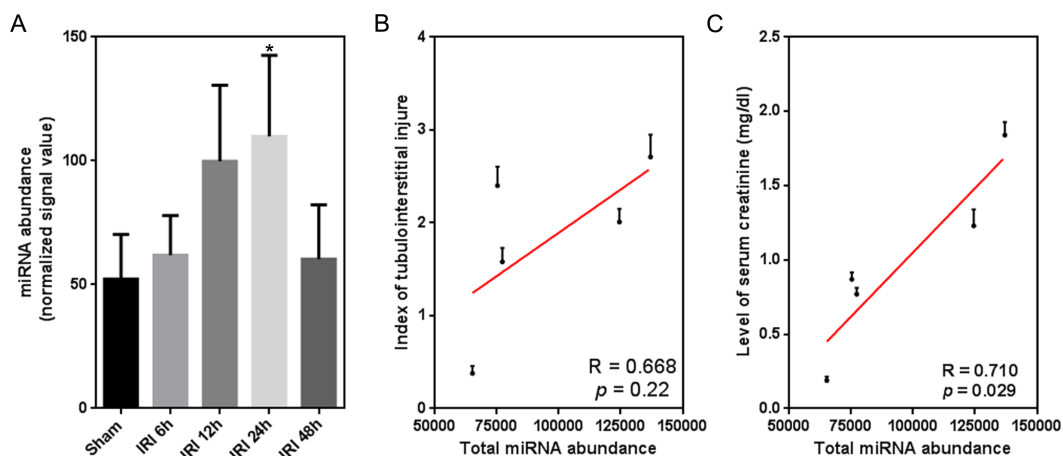 A
miRNA abundance
(normalized signal value)
150
100
50
0
*
Sham
IRI 6h
IRI 12h
IRI 24h
IRI 48h
B
Index of tubulointerstitial injure
4
3
2
1
0
R = 0.668
p = 0.22
50000 75000 100000 125000 150000
Total miRNA abundance
C
Level of serum creatinine (mg/dl)
2.5
2.0
1.5
1.0
0.5
0.0
R = 0.710
p = 0.029
50000 75000 100000 125000 150000
Total miRNA abundance